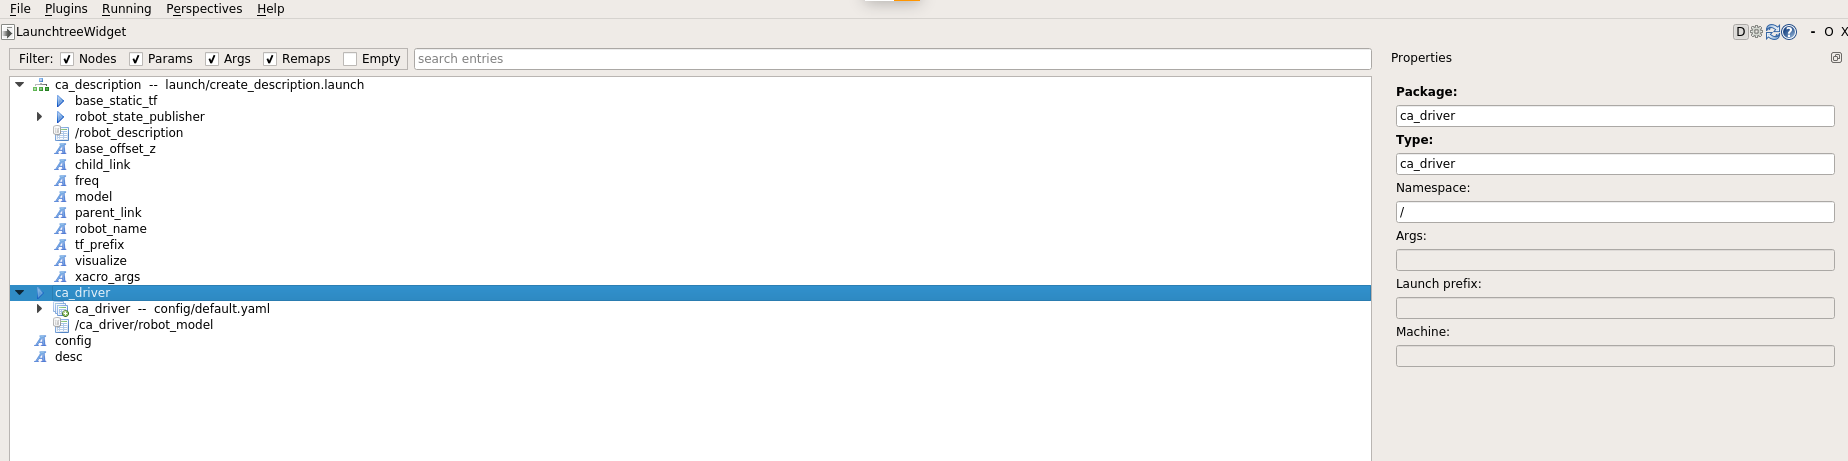 File Plugins Running Perspectives Help
LaunchtreeWidget D ? - O X
Filter: Nodes Params Args Remaps Empty search entries
ca_description -- launch/create_description.launch
base_static_tf
robot_state_publisher
/robot_description
base_offset_z
child_link
freq
model
parent_link
robot_name
tf_prefix
visualize
xacro_args
ca_driver
ca_driver -- config/default.yaml
/ca_driver/robot_model
config
desc
Properties
Package:
ca_driver
Type:
ca_driver
Namespace:
/
Args:
Launch prefix:
Machine: